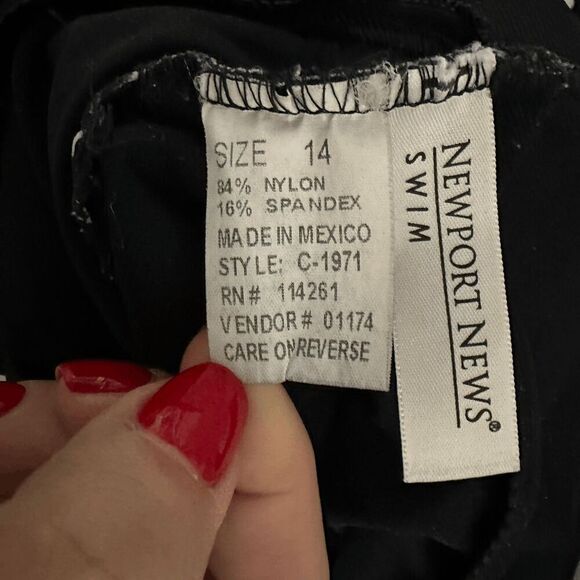 SIZE 14
84% NYLON
16% SPANDEX
MADE IN MEXICO
STYLE: C-1971
RN# 114261
VENDOR# 01174
CARE ON REVERSE
NEWPORT NEWS®
SWIM